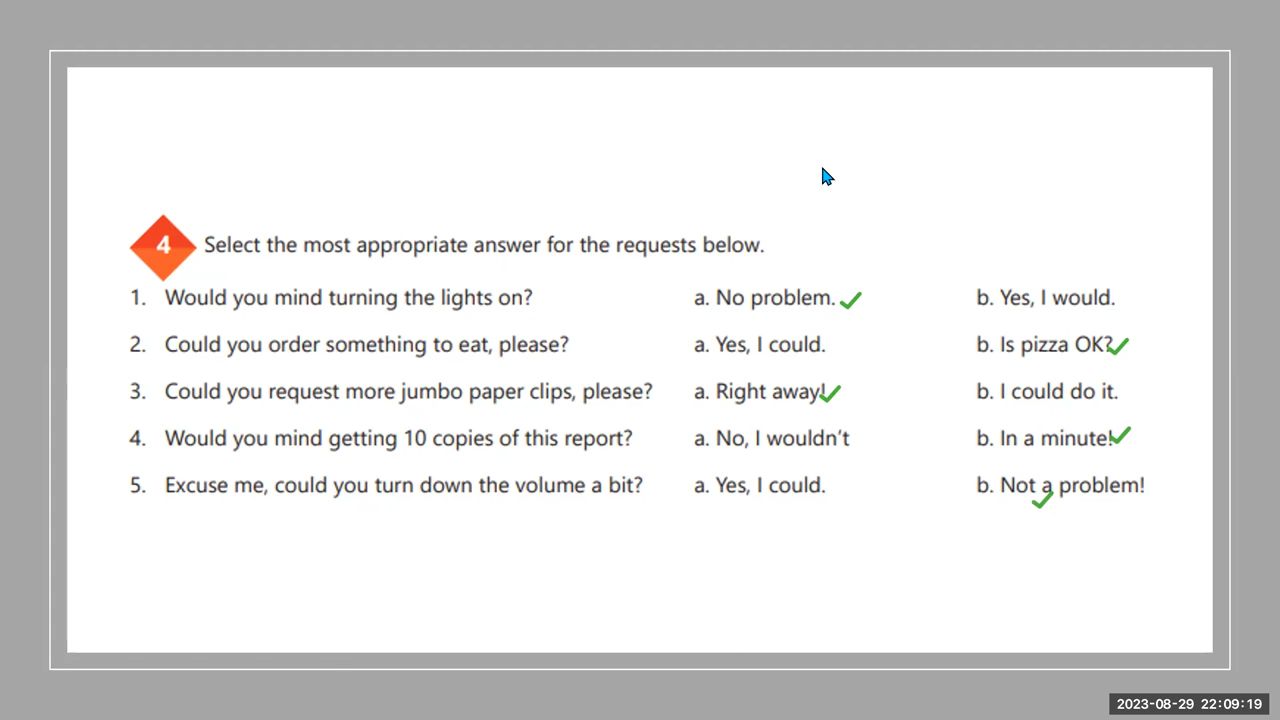 4 Select the most appropriate answer for the requests below.
1. Would you mind turning the lights on? a. No problem. b. Yes, I would.
2. Could you order something to eat, please? a. Yes, I could. b. Is pizza OK?
3. Could you request more jumbo paper clips, please? a. Right away! b. I could do it.
4. Would you mind getting 10 copies of this report? a. No, I wouldn't b. In a minute!
5. Excuse me, could you turn down the volume a bit? a. Yes, I could. b. Not a problem!
2023-08-29 22:09:19